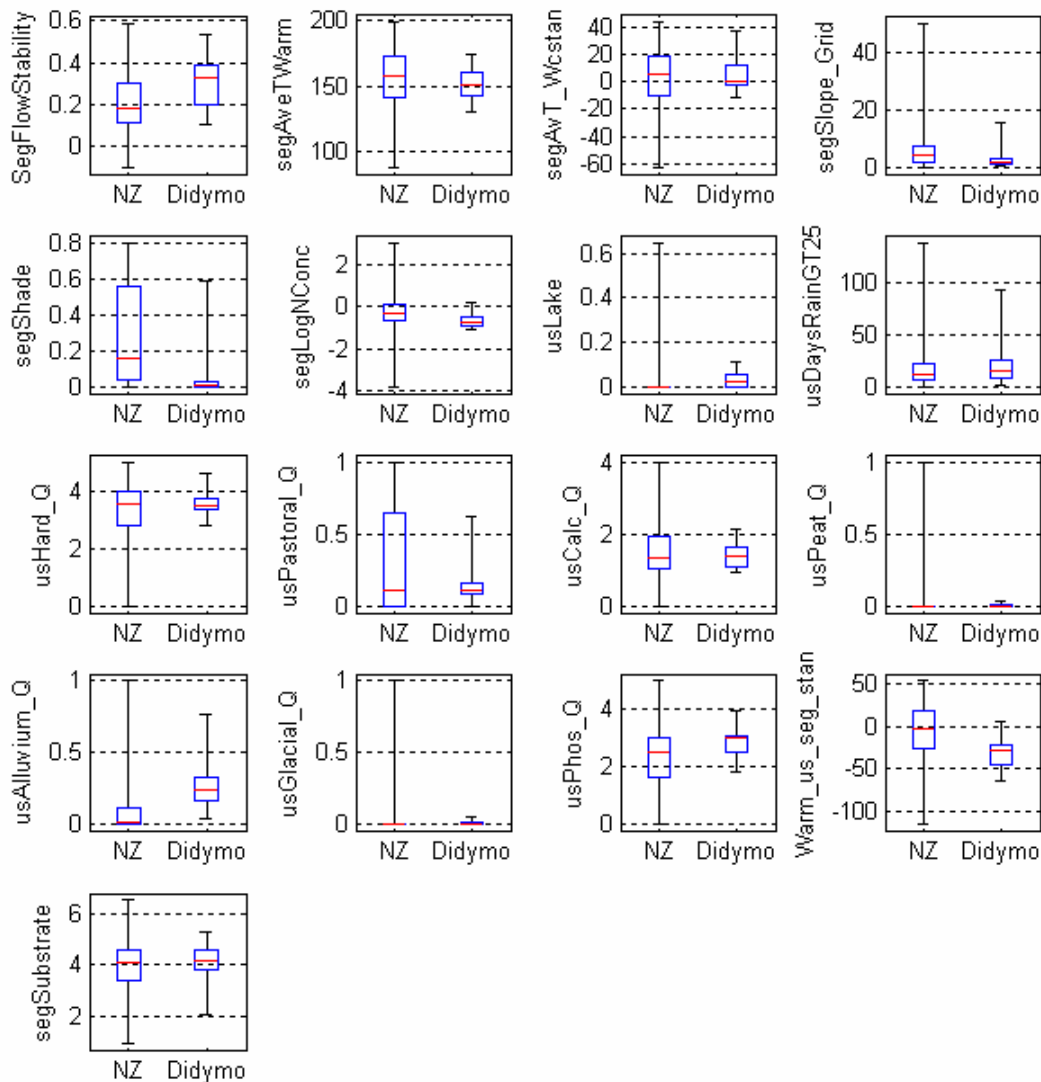 SegFlowStability
0.6
0.4
0.2
0
NZ Didymo
segAveTWarm
200
150
100
NZ Didymo
segAvT_Wcstan
40
20
0
-20
-40
-60
NZ Didymo
segSlope_Grid
40
20
0
NZ Didymo
segShade
0.8
0.6
0.4
0.2
0
NZ Didymo
segLogNConc
2
0
-2
-4
NZ Didymo
usLake
0.6
0.4
0.2
0
NZ Didymo
usDaysRainGT25
100
50
0
NZ Didymo
usHard_Q
4
2
0
NZ Didymo
usPastoral_Q
1
0.5
0
NZ Didymo
usCalc_Q
4
2
0
NZ Didymo
usPeat_Q
1
0.5
0
NZ Didymo
usAlluvium_Q
1
0.5
0
NZ Didymo
usGlacial_Q
1
0.5
0
NZ Didymo
usPhos_Q
4
2
0
NZ Didymo
Warm_us_seg_stan
50
0
-50
-100
NZ Didymo
segSubstrate
6
4
2
NZ Didymo